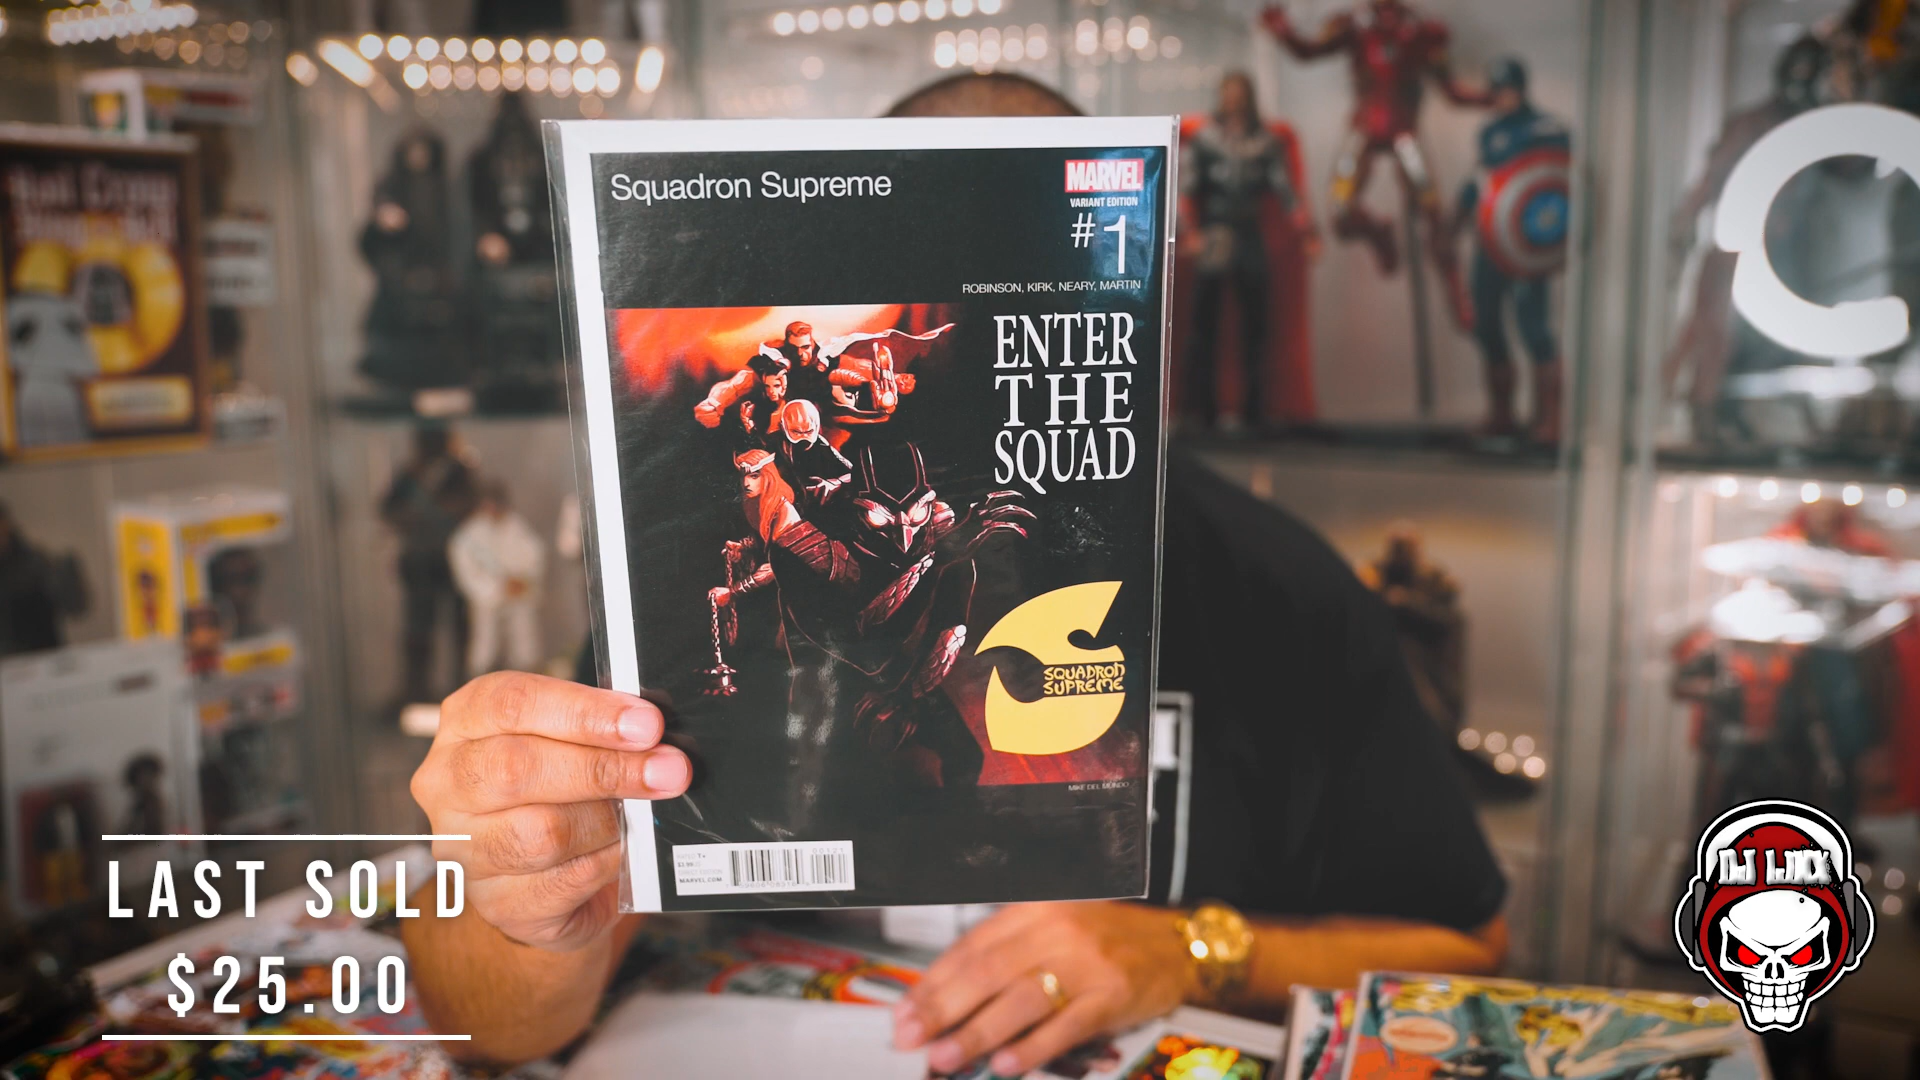 Squadron Supreme
MARVEL
VARIANT EDITION
#1
ROBINSON, KIRK, NEARY, MARTIN
ENTER
THE
SQUAD
SQUADRON
SUPREME
MIKE DEL MUNDO
MARVEL.COM
LAST SOLD
$25.00
DJ LJXX